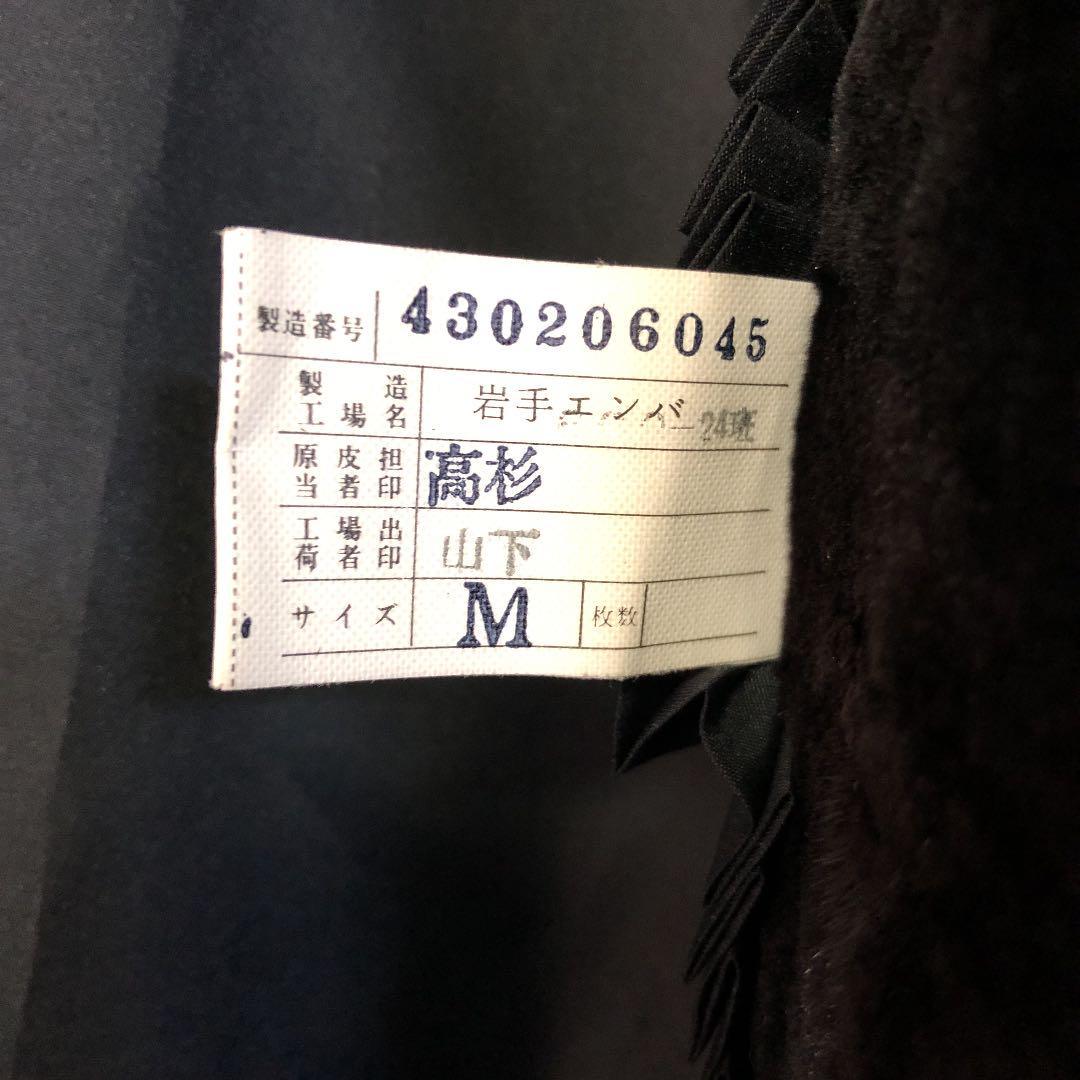 製造番号 430206045
製造
工場名 岩手エンバ 24班
原皮担
当者印 高杉
工場出
荷者印 山下
サイズ M 枚数